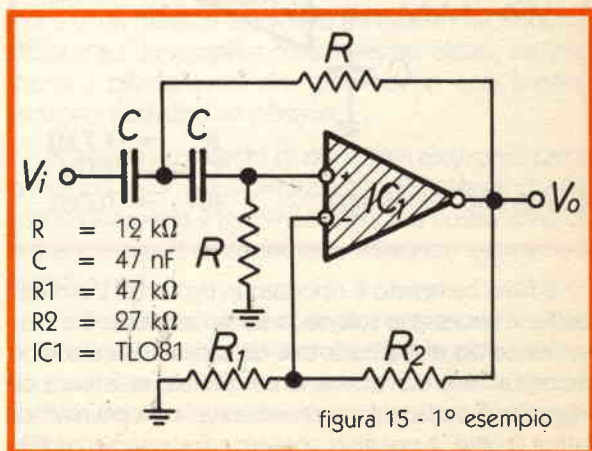 R
C
C
Vi
+
-
IC1
Vo
R
R = 12 kΩ
C = 47 nF
R1 = 47 kΩ
R2 = 27 kΩ
IC1 = TL081
R1
R2
figura 15 - 1° esempio